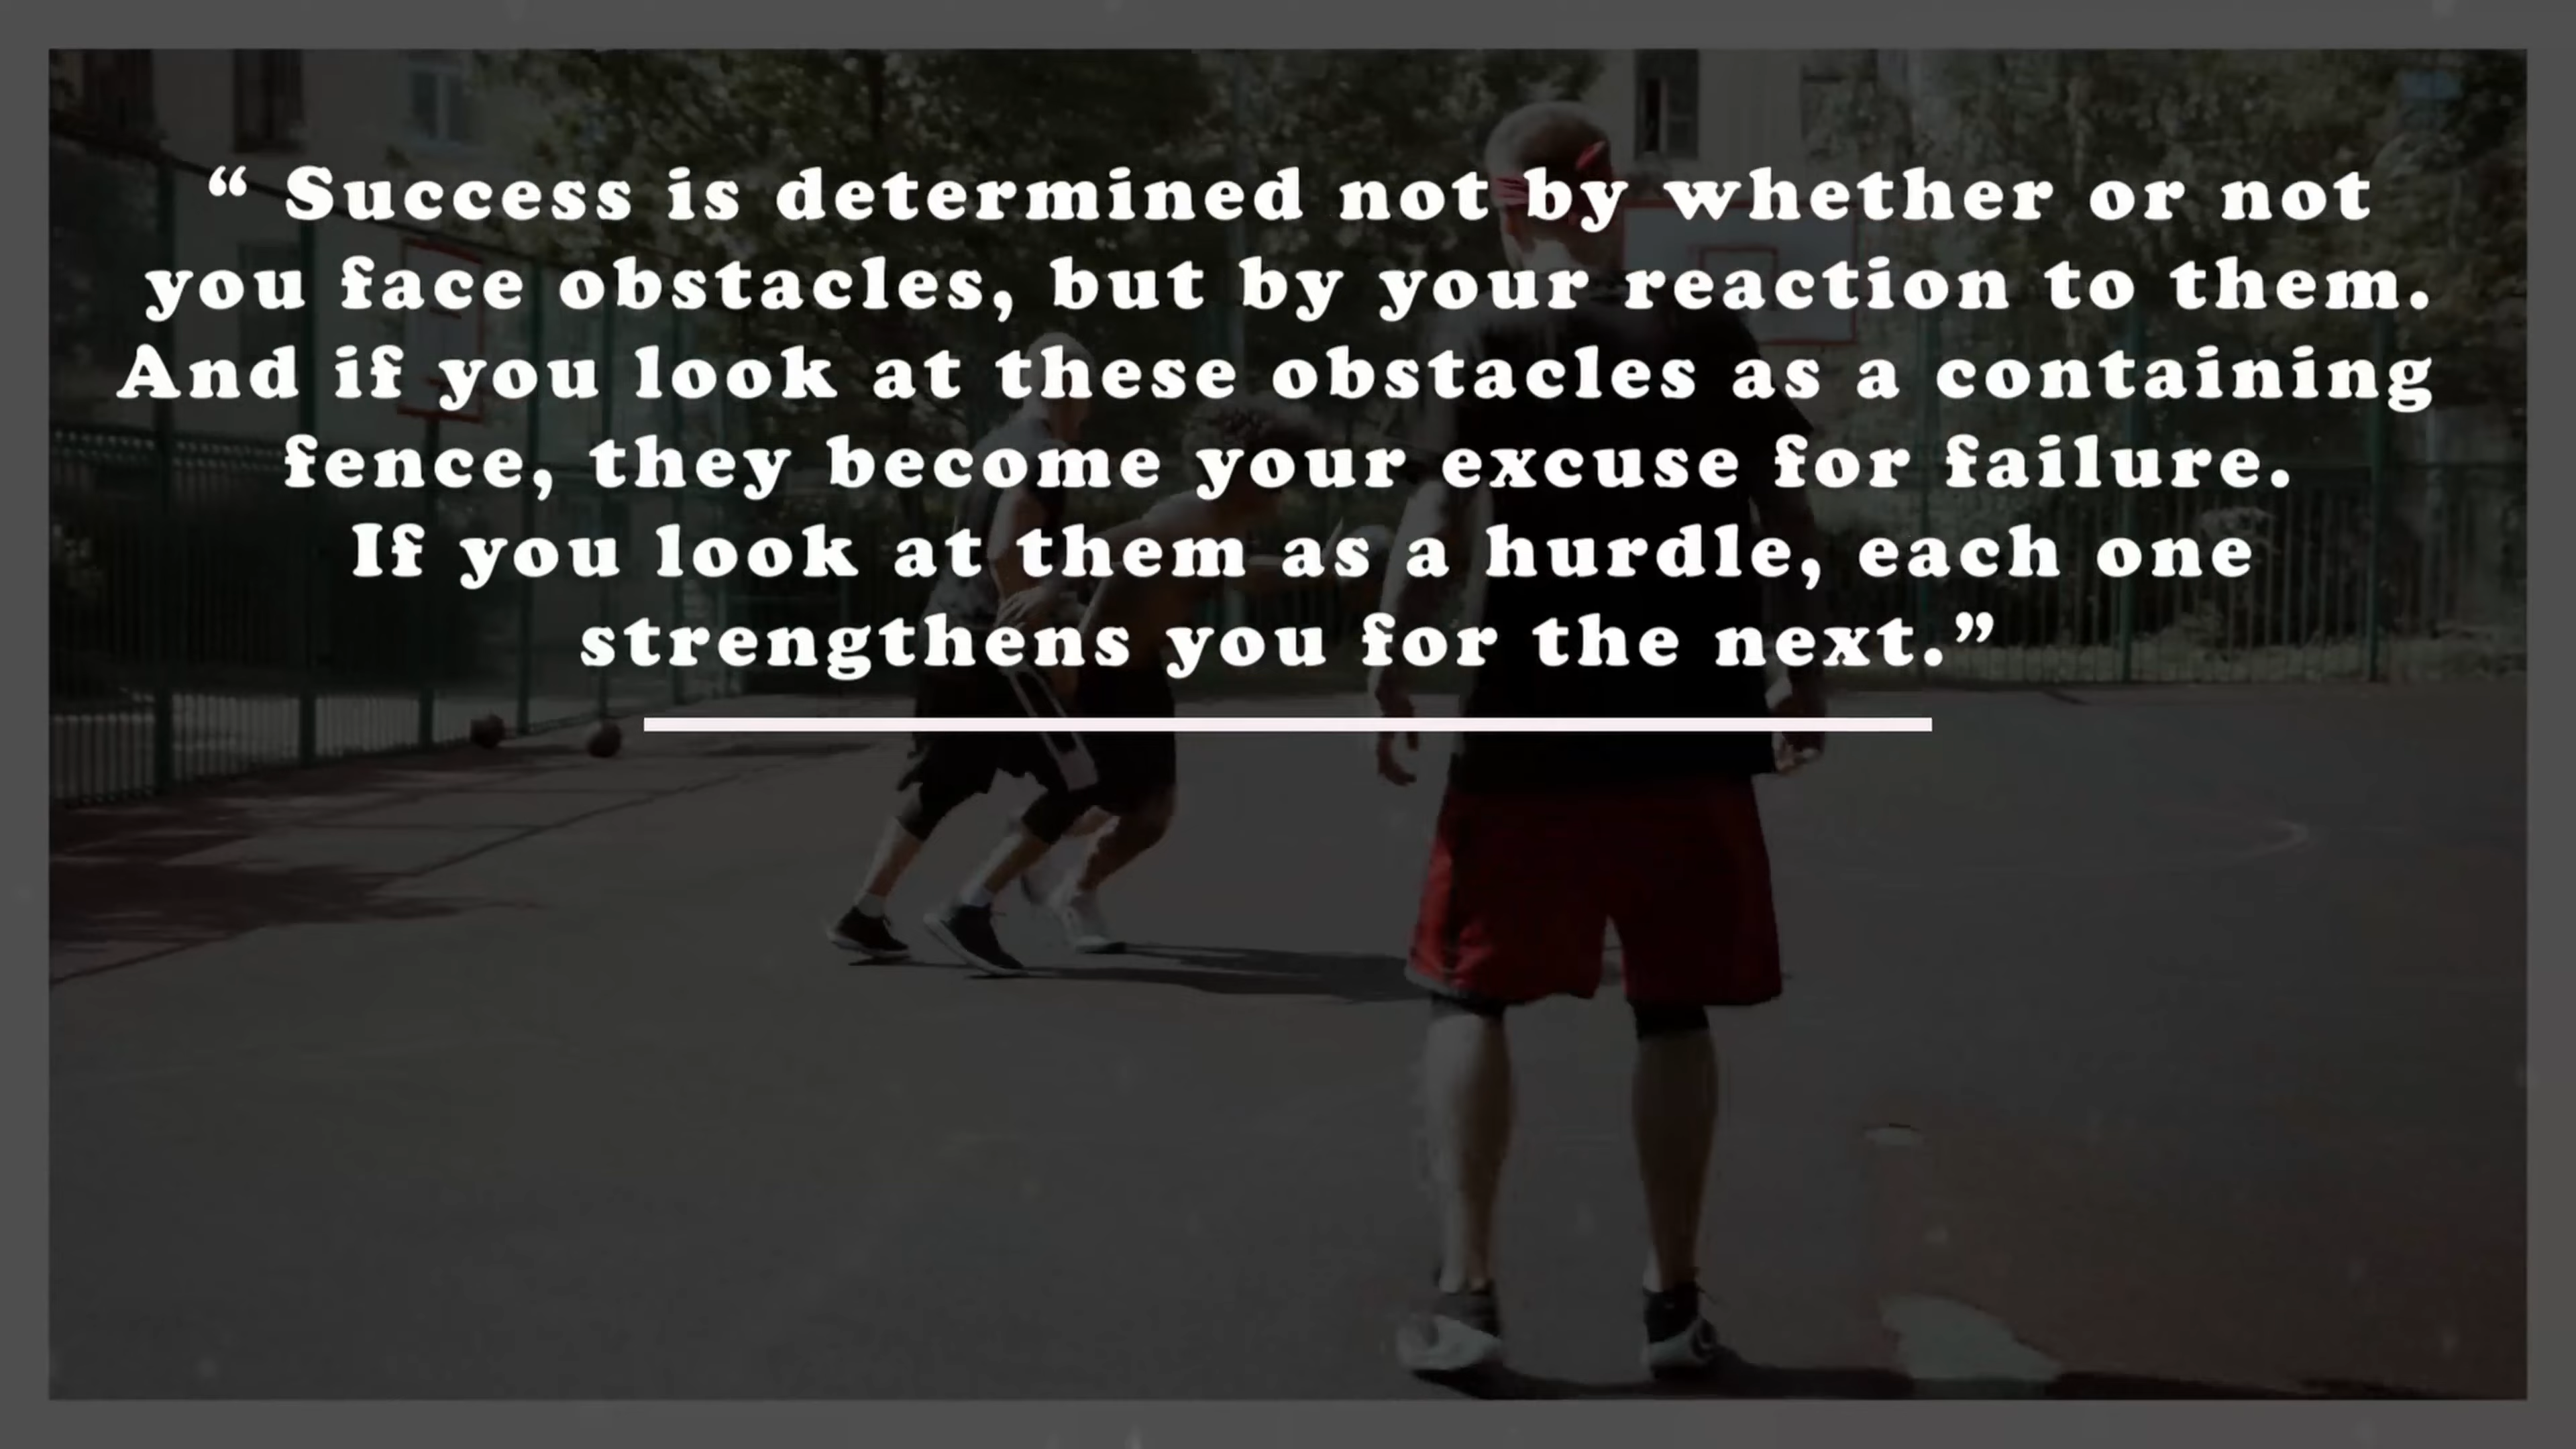 “ Success is determined not by whether or not
you face obstacles, but by your reaction to them.
And if you look at these obstacles as a containing
fence, they become your excuse for failure.
If you look at them as a hurdle, each one
strengthens you for the next.”